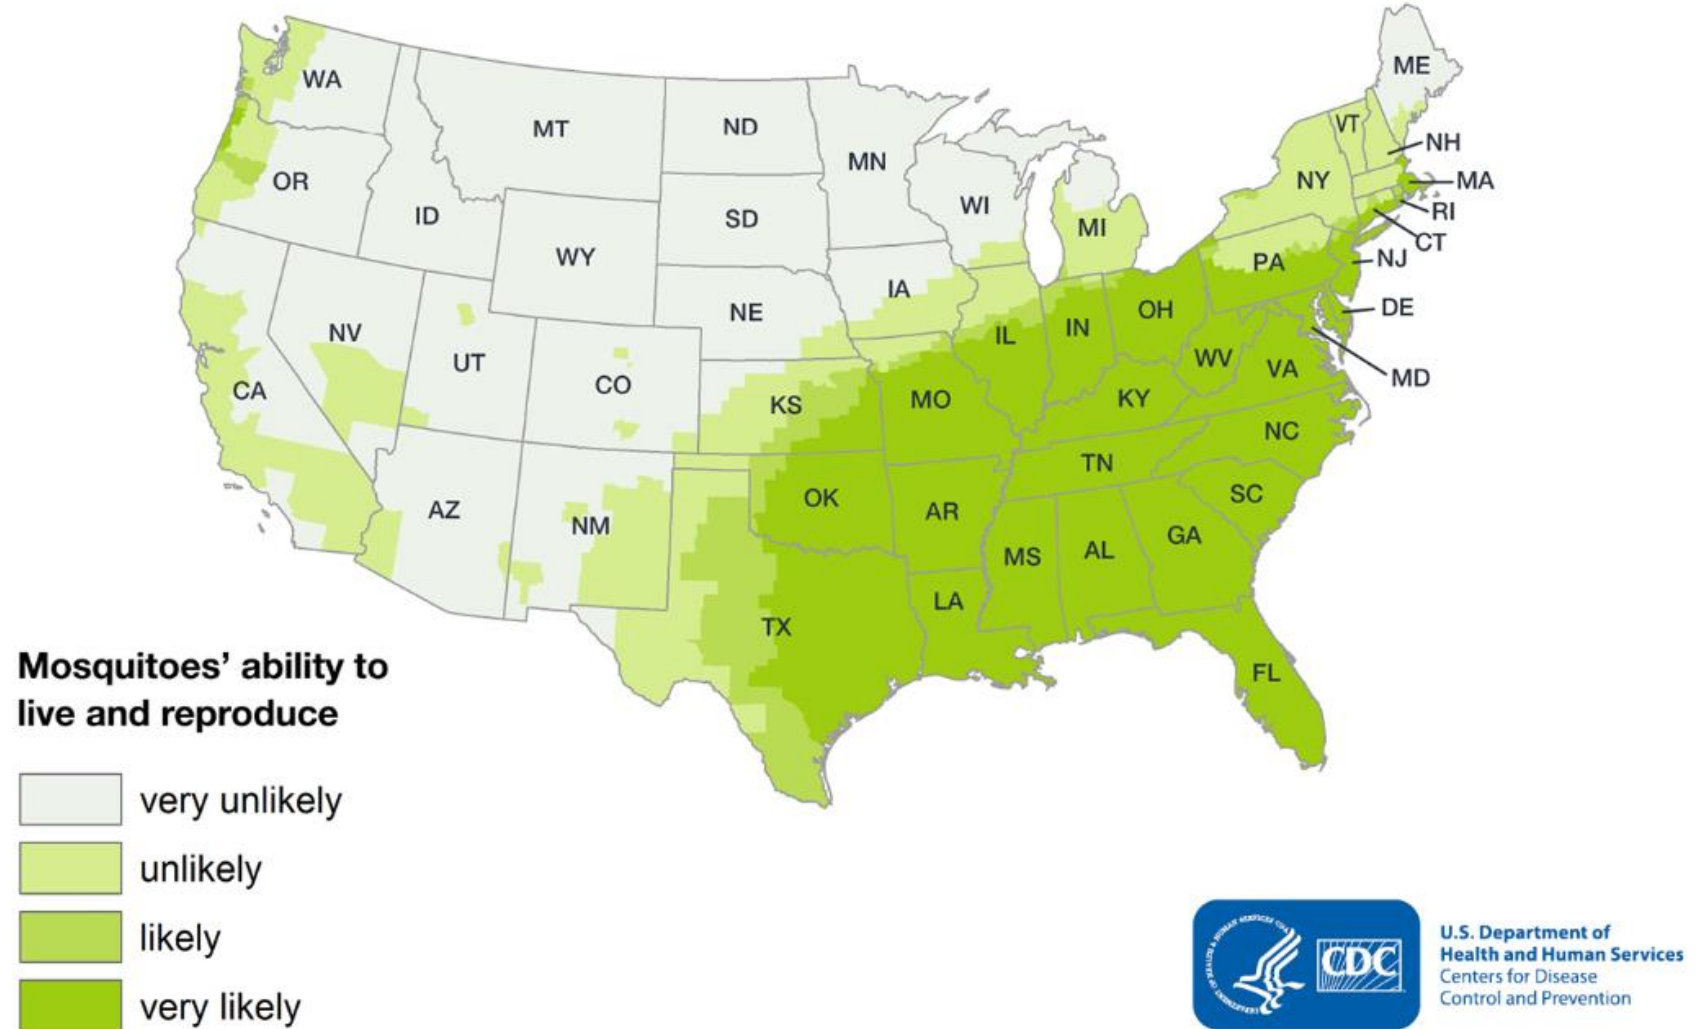 WA
MT
ND
MN
ME
VT
NH
OR
ID
SD
WI
MI
NY
MA
RI
CT
WY
IA
PA
NJ
NE
NV
UT
CO
IL
IN
OH
DE
CA
KS
MO
WV
VA
MD
KY
NC
TN
AZ
NM
OK
AR
SC
MS
AL
GA
LA
TX
FL
Mosquitoes’ ability to
live and reproduce
very unlikely
unlikely
likely
very likely
CDC
U.S. Department of
Health and Human Services
Centers for Disease
Control and Prevention